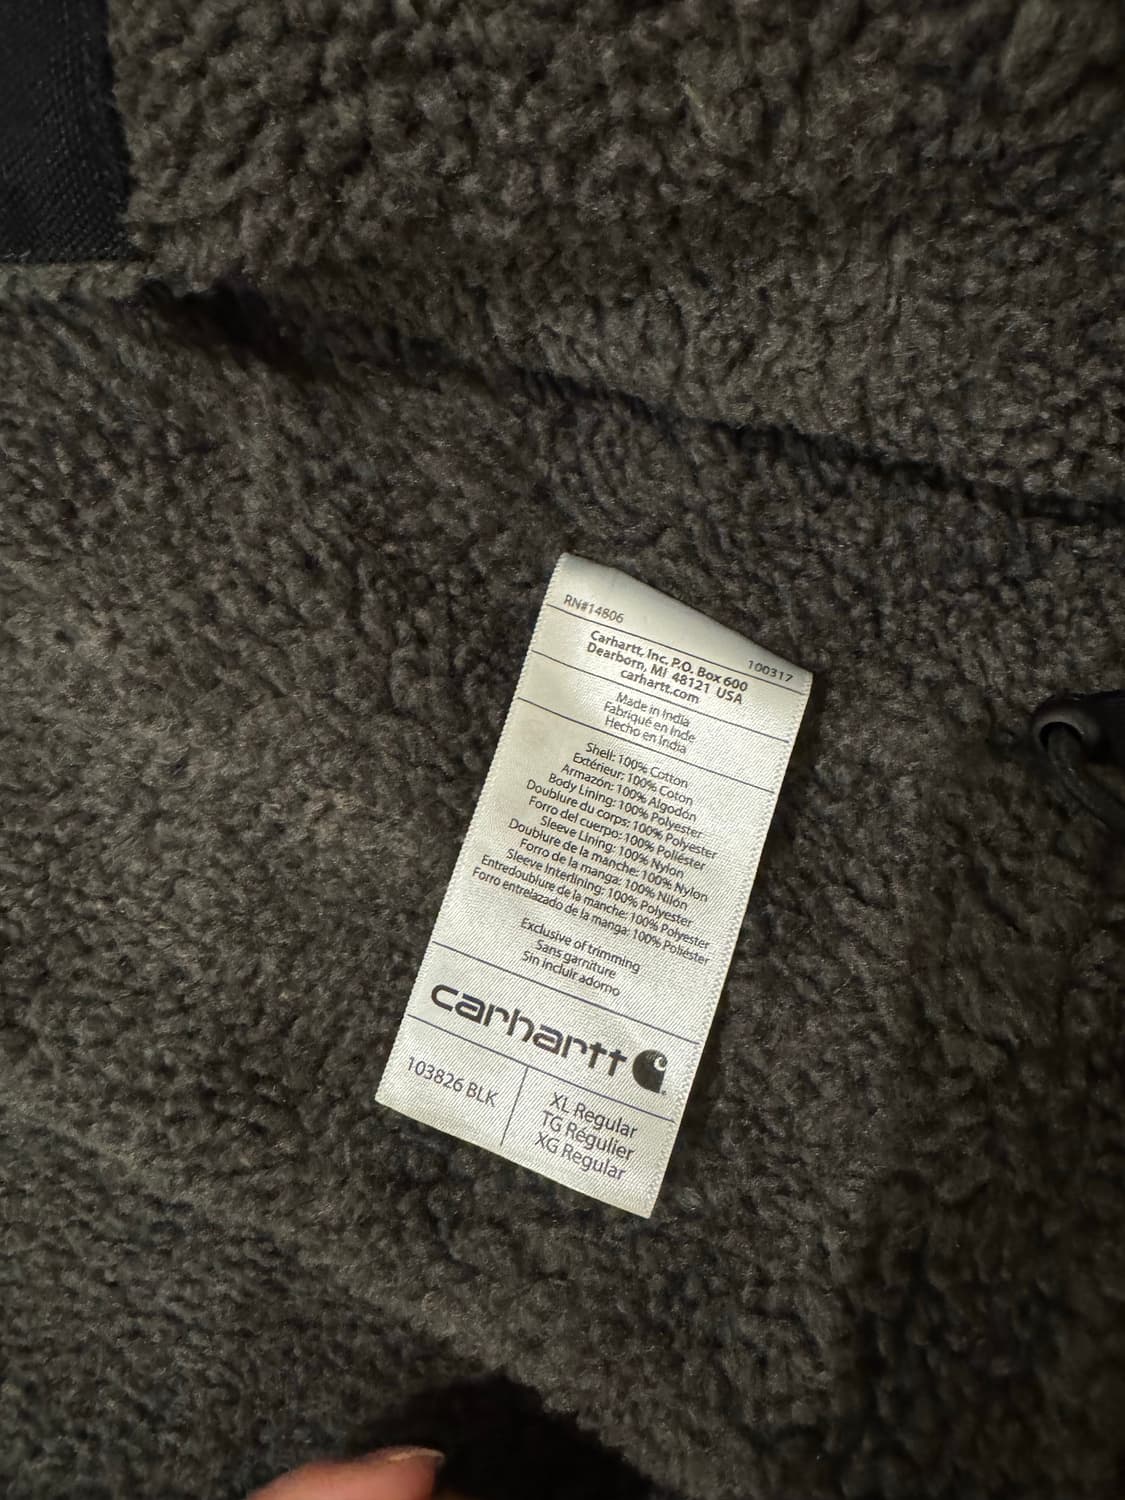 RN#14806
100317
Carhartt, Inc. P.O. Box 600
Dearborn, MI 48121 USA
carhartt.com
Made in India
Fabriqué en Inde
Hecho en India
Shell: 100% Cotton
Extérieur: 100% Coton
Armazón: 100% Algodón
Body Lining: 100% Polyester
Doublure du corps: 100% Polyester
Forro del cuerpo: 100% Poliéster
Sleeve Lining: 100% Nylon
Doublure de la manche: 100% Nylon
Forro de la manga: 100% Nilón
Sleeve Interlining: 100% Polyester
Entredoublure de la manche: 100% Polyester
Forro entrelazado de la manga: 100% Poliéster
Exclusive of trimming
Sans garniture
Sin incluir adorno
carhartt
103826 BLK
XL Regular
TG Régulier
XG Regular